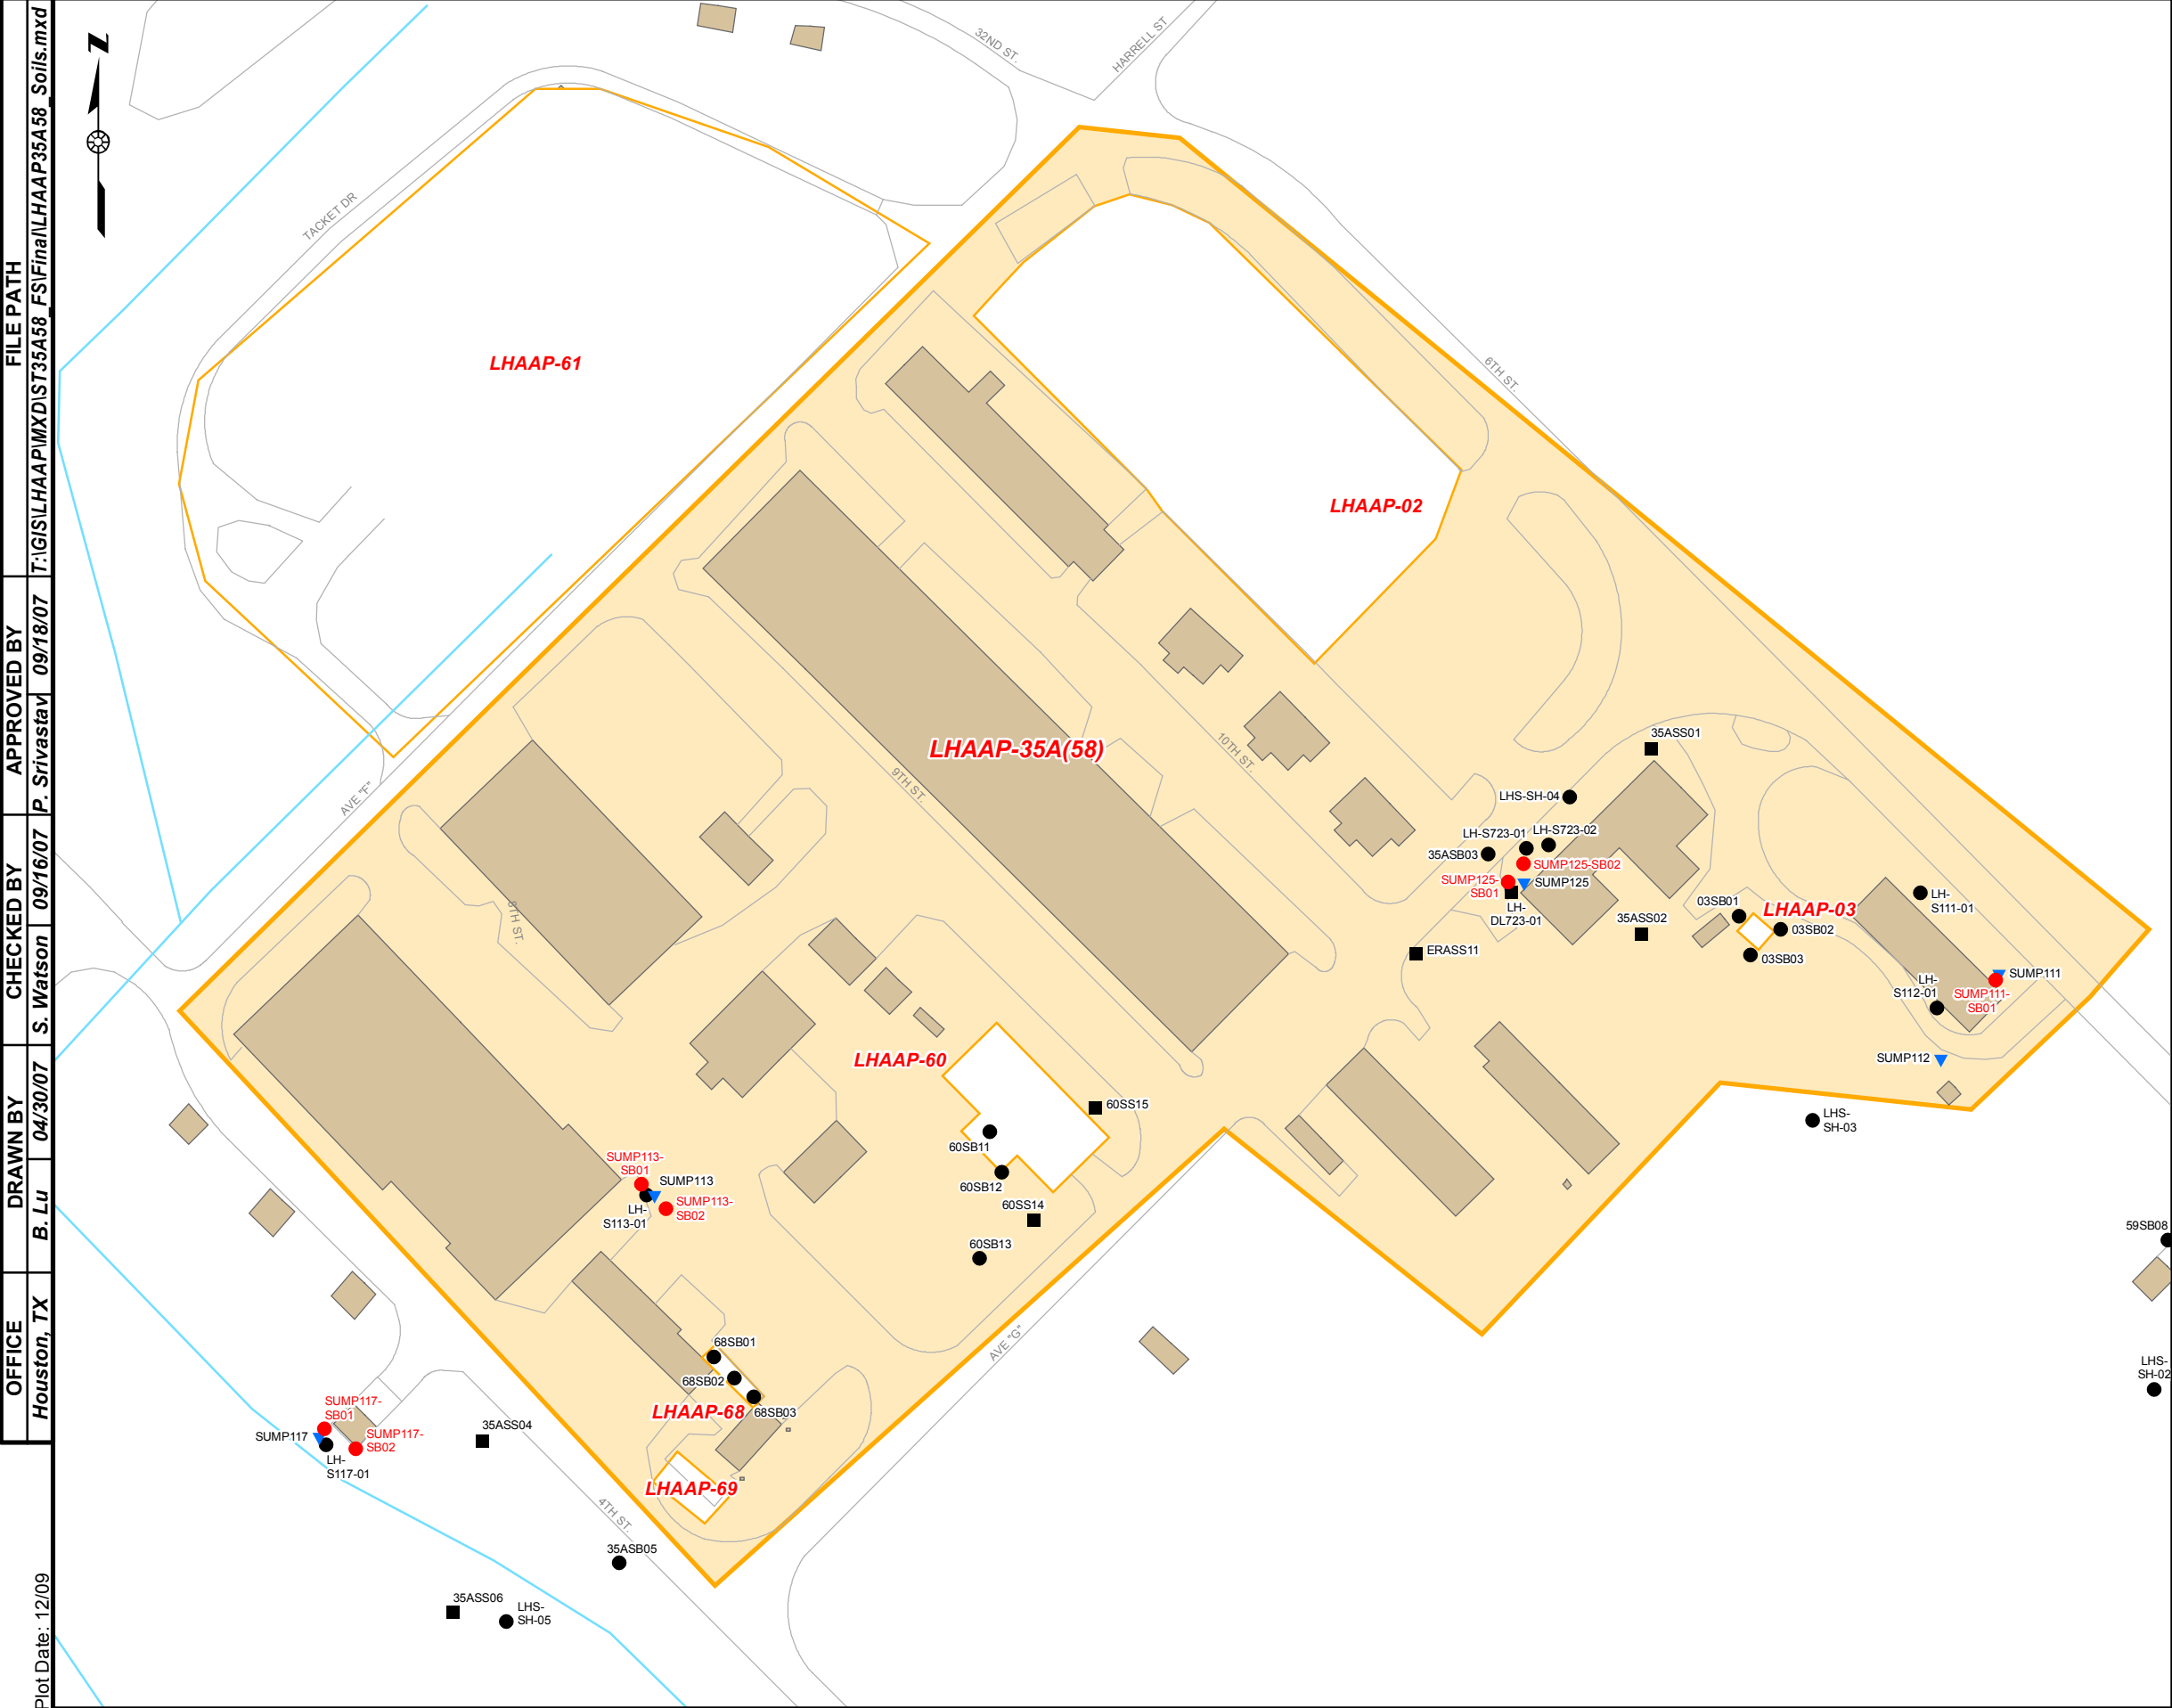 FILE PATH
T:\GIS\LHAAP\MXD\ST35A58_FS\Final\LHAAP35A58_Soils.mxd
APPROVED BY
P. Srivastav 09/18/07
CHECKED BY
S. Watson 09/16/07
DRAWN BY
B. Lu 04/30/07
OFFICE
Houston, TX
Plot Date: 12/09
N
32ND ST.
HARRELL ST
TACKET DR
LHAAP-61
6TH ST.
LHAAP-02
LHAAP-35A(58)
10TH ST.
9TH ST.
AVE "F"
8TH ST.
35ASS01
LHS-SH-04
LH-S723-01
LH-S723-02
35ASB03
SUMP125-SB02
SUMP125-
SB01
SUMP125
LH-
DL723-01
35ASS02
ERASS11
03SB01
LHAAP-03
03SB02
03SB03
LH-
S111-01
SUMP111
SUMP111-
SB01
LH-
S112-01
SUMP112
LHS-
SH-03
LHAAP-60
60SS15
60SB11
60SB12
60SS14
60SB13
SUMP113-
SB01
SUMP113
SUMP113-
SB02
LH-
S113-01
59SB08
LHS-
SH-02
AVE "G"
68SB01
68SB02
68SB03
LHAAP-68
LHAAP-69
SUMP117-
SB01
SUMP117
SUMP117-
SB02
LH-
S117-01
35ASS04
4TH ST.
35ASB05
35ASS06
LHS-
SH-05